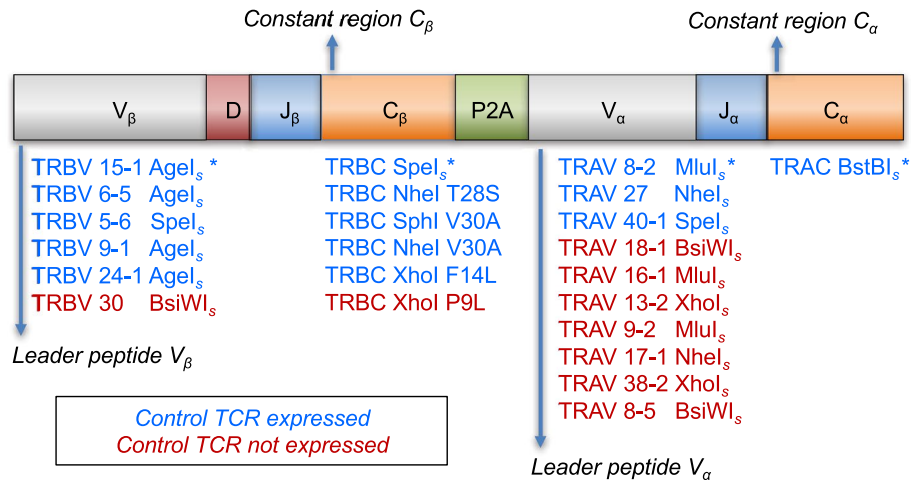 Constant region Cβ
Constant region Cα
Vβ D Jβ Cβ P2A Vα Jα Cα
TRBV 15-1 AgeIs*
TRBV 6-5 AgeIs
TRBV 5-6 SpeIs
TRBV 9-1 AgeIs
TRBV 24-1 AgeIs
TRBV 30 BsiWIs
Leader peptide Vβ
TRBC SpeIs*
TRBC NheI T28S
TRBC SphI V30A
TRBC NheI V30A
TRBC XhoI F14L
TRBC XhoI P9L
TRAV 8-2 MluIs*
TRAV 27 NheIs
TRAV 40-1 SpeIs
TRAV 18-1 BsiWIs
TRAV 16-1 MluIs
TRAV 13-2 XhoIs
TRAV 9-2 MluIs
TRAV 17-1 NheIs
TRAV 38-2 XhoIs
TRAV 8-5 BsiWIs
Leader peptide Vα
TRAC BstBIs*
Control TCR expressed
Control TCR not expressed